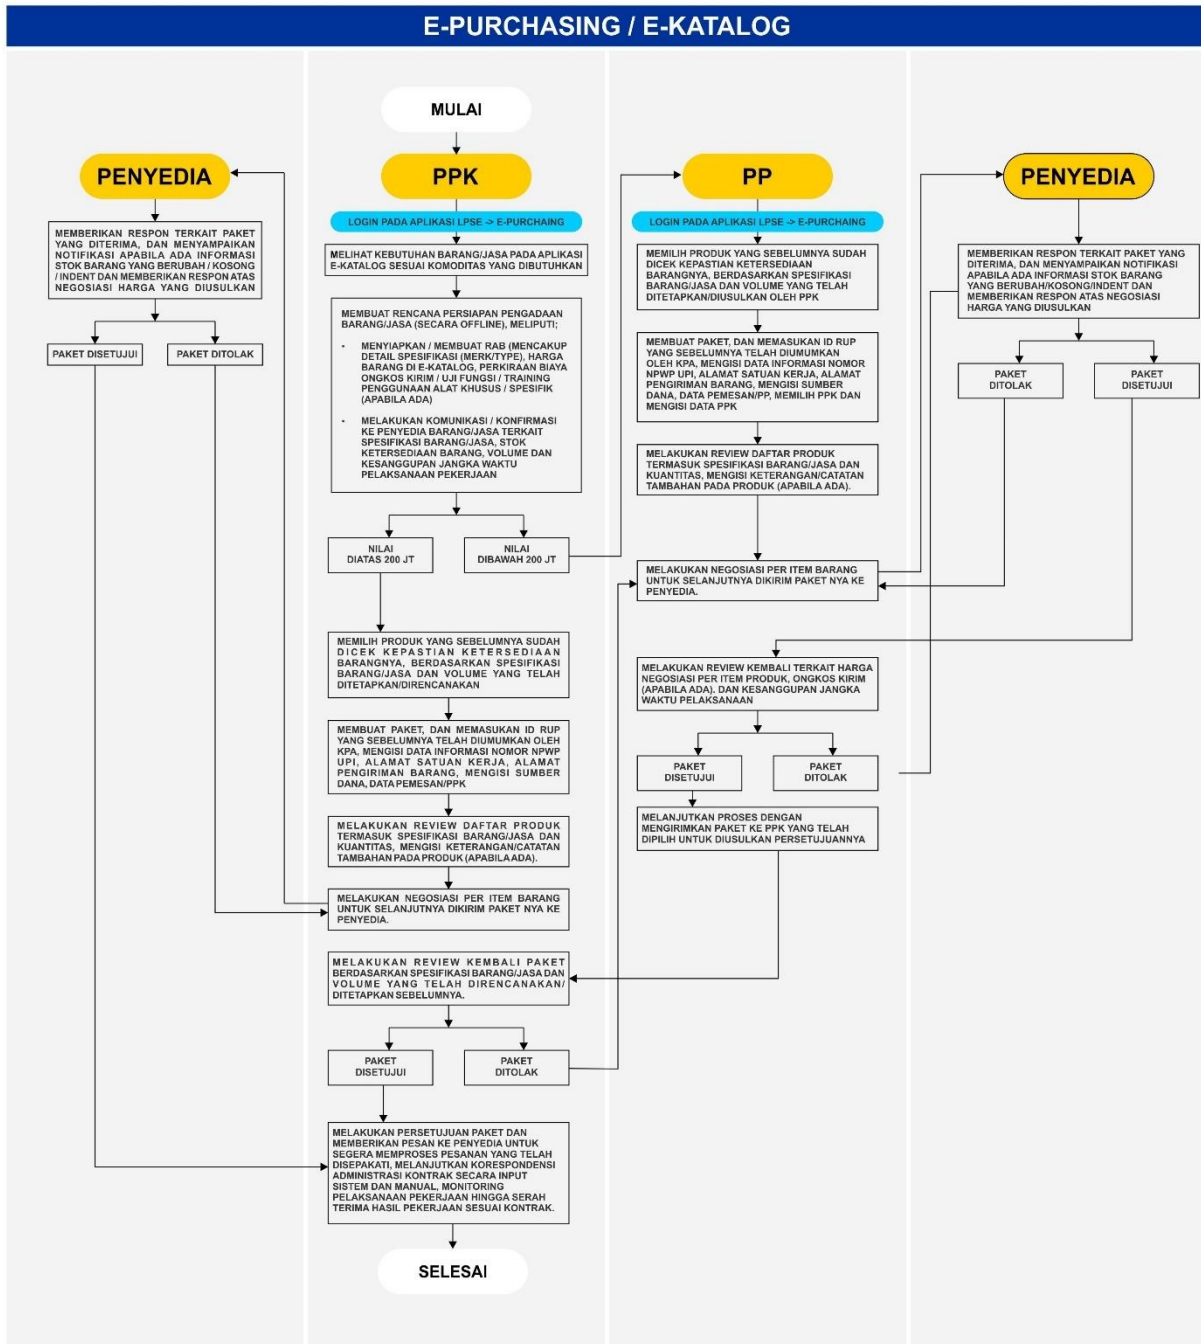 E-PURCHASING / E-KATALOG
MULAI
PENYEDIA
MEMBERIKAN RESPON TERKAIT PAKET
YANG DITERIMA, DAN MENYAMPAIKAN
NOTIFIKASI APABILA ADA INFORMASI
STOK BARANG YANG BERUBAH / KOSONG
/ INDENT DAN MEMBERIKAN RESPON ATAS
NEGOSIASI HARGA YANG DIUSULKAN
PAKET DISETUJUI
PAKET DITOLAK
PPK
LOGIN PADA APLIKASI LPSE -> E-PURCHAING
MELIHAT KEBUTUHAN BARANG/JASA PADA APLIKASI
E-KATALOG SESUAI KOMODITAS YANG DIBUTUHKAN
MEMBUAT RENCANA PERSIAPAN PENGADAAN
BARANG/JASA (SECARA OFFLINE), MELIPUTI;
- MENYIAPKAN / MEMBUAT RAB (MENCAKUP
DETAIL SPESIFIKASI (MERK/TYPE), HARGA
BARANG DI E-KATALOG, PERKIRAAN BIAYA
ONGKOS KIRIM / UJI FUNGSI / TRAINING
PENGGUNAAN ALAT KHUSUS / SPESIFIK
(APABILA ADA)
- MELAKUKAN KOMUNIKASI / KONFIRMASI
KE PENYEDIA BARANG/JASA TERKAIT
SPESIFIKASI BARANG/JASA, STOK
KETERSEDIAAN BARANG, VOLUME DAN
KESANGGUPAN JANGKA WAKTU
PELAKSANAAN PEKERJAAN
NILAI
DIATAS 200 JT
NILAI
DIBAWAH 200 JT
MEMILIH PRODUK YANG SEBELUMNYA SUDAH
DICEK KEPASTIAN KETERSEDIAAN
BARANGNYA, BERDASARKAN SPESIFIKASI
BARANG/JASA DAN VOLUME YANG TELAH
DITETAPKAN/DIRENCANAKAN
MEMBUAT PAKET, DAN MEMASUKAN ID RUP
YANG SEBELUMNYA TELAH DIUMUMKAN OLEH
KPA, MENGISI DATA INFORMASI NOMOR NPWP
UPI, ALAMAT SATUAN KERJA, ALAMAT
PENGIRIMAN BARANG, MENGISI SUMBER
DANA, DATA PEMESAN/PPK
MELAKUKAN REVIEW DAFTAR PRODUK
TERMASUK SPESIFIKASI BARANG/JASA DAN
KUANTITAS, MENGISI KETERANGAN/CATATAN
TAMBAHAN PADA PRODUK (APABILA ADA).
MELAKUKAN NEGOSIASI PER ITEM BARANG
UNTUK SELANJUTNYA DIKIRIM PAKET NYA KE
PENYEDIA.
MELAKUKAN REVIEW KEMBALI PAKET
BERDASARKAN SPESIFIKASI BARANG/JASA DAN
VOLUME YANG TELAH DIRENCANAKAN/
DITETAPKAN SEBELUMNYA.
PAKET
DISETUJUI
PAKET
DITOLAK
MELAKUKAN PERSETUJUAN PAKET DAN
MEMBERIKAN PESAN KE PENYEDIA UNTUK
SEGERA MEMPROSES PESANAN YANG TELAH
DISEPAKATI, MELANJUTKAN KORESPONDENSI
ADMINISTRASI KONTRAK SECARA INPUT
SISTEM DAN MANUAL, MONITORING
PELAKSANAAN PEKERJAAN HINGGA SERAH
TERIMA HASIL PEKERJAAN SESUAI KONTRAK.
SELESAI
PP
LOGIN PADA APLIKASI LPSE -> E-PURCHAING
MEMILIH PRODUK YANG SEBELUMNYA SUDAH
DICEK KEPASTIAN KETERSEDIAAN
BARANGNYA, BERDASARKAN SPESIFIKASI
BARANG/JASA DAN VOLUME YANG TELAH
DITETAPKAN/DIUSULKAN OLEH PPK
MEMBUAT PAKET, DAN MEMASUKAN ID RUP
YANG SEBELUMNYA TELAH DIUMUMKAN
OLEH KPA, MENGISI DATA INFORMASI NOMOR
NPWP UPI, ALAMAT SATUAN KERJA, ALAMAT
PENGIRIMAN BARANG, MENGISI SUMBER
DANA, DATA PEMESAN/PP, MEMILIH PPK DAN
MENGISI DATA PPK
MELAKUKAN REVIEW DAFTAR PRODUK
TERMASUK SPESIFIKASI BARANG/JASA DAN
KUANTITAS, MENGISI KETERANGAN/CATATAN
TAMBAHAN PADA PRODUK (APABILA ADA).
MELAKUKAN NEGOSIASI PER ITEM BARANG
UNTUK SELANJUTNYA DIKIRIM PAKET NYA KE
PENYEDIA.
MELAKUKAN REVIEW KEMBALI TERKAIT HARGA
NEGOSIASI PER ITEM PRODUK, ONGKOS KIRIM
(APABILA ADA). DAN KESANGGUPAN JANGKA
WAKTU PELAKSANAAN
PAKET
DISETUJUI
PAKET
DITOLAK
MELANJUTKAN PROSES DENGAN
MENGIRIMKAN PAKET KE PPK YANG TELAH
DIPILIH UNTUK DIUSULKAN PERSETUJUANNYA
PENYEDIA
MEMBERIKAN RESPON TERKAIT PAKET YANG
DITERIMA, DAN MENYAMPAIKAN NOTIFIKASI
APABILA ADA INFORMASI STOK BARANG
YANG BERUBAH/KOSONG/INDENT DAN
MEMBERIKAN RESPON ATAS NEGOSIASI
HARGA YANG DIUSULKAN
PAKET
DITOLAK
PAKET
DISETUJUI